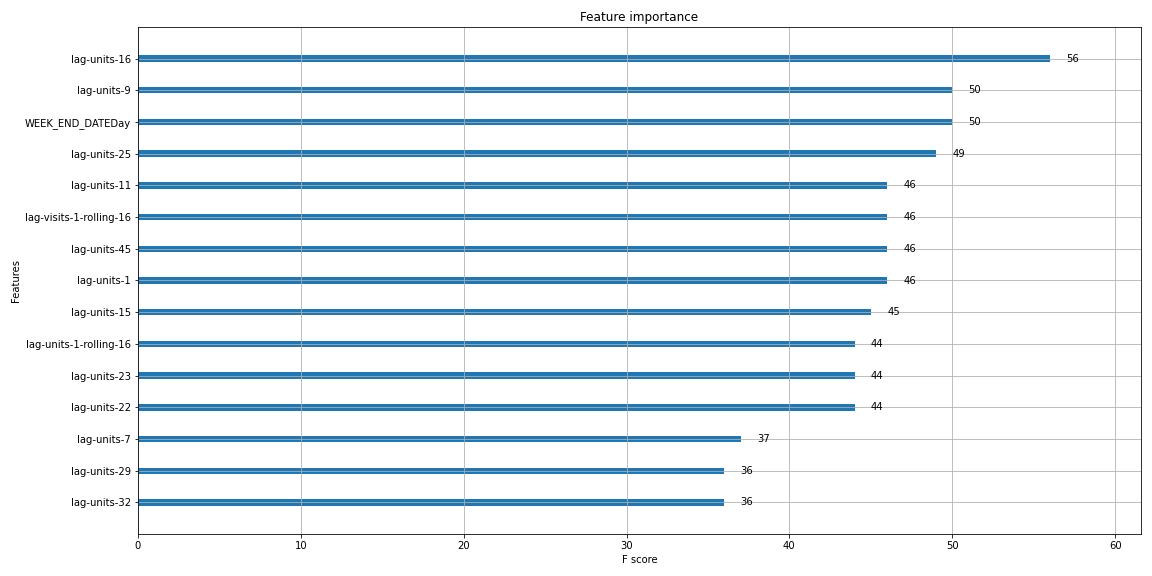 Feature importance
Features
lag-units-16 56
lag-units-9 50
WEEK_END_DATEDay 50
lag-units-25 49
lag-units-11 46
lag-visits-1-rolling-16 46
lag-units-45 46
lag-units-1 46
lag-units-15 45
lag-units-1-rolling-16 44
lag-units-23 44
lag-units-22 44
lag-units-7 37
lag-units-29 36
lag-units-32 36
0 10 20 30 40 50 60
F score